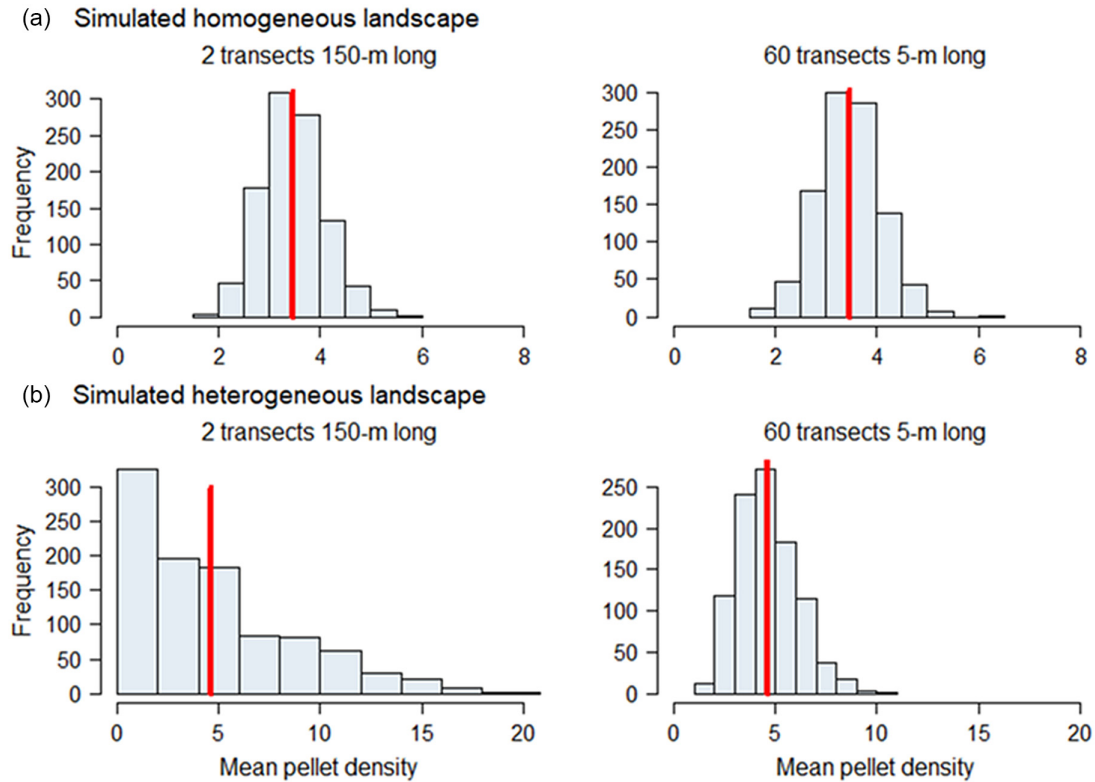 (a) Simulated homogeneous landscape
2 transects 150-m long
60 transects 5-m long
Frequency
300
250
200
150
100
50
0
0 2 4 6 8
300
250
200
150
100
50
0
0 2 4 6 8
(b) Simulated heterogeneous landscape
2 transects 150-m long
60 transects 5-m long
Frequency
300
250
200
150
100
50
0
0 5 10 15 20
Mean pellet density
250
200
150
100
50
0
0 5 10 15 20
Mean pellet density